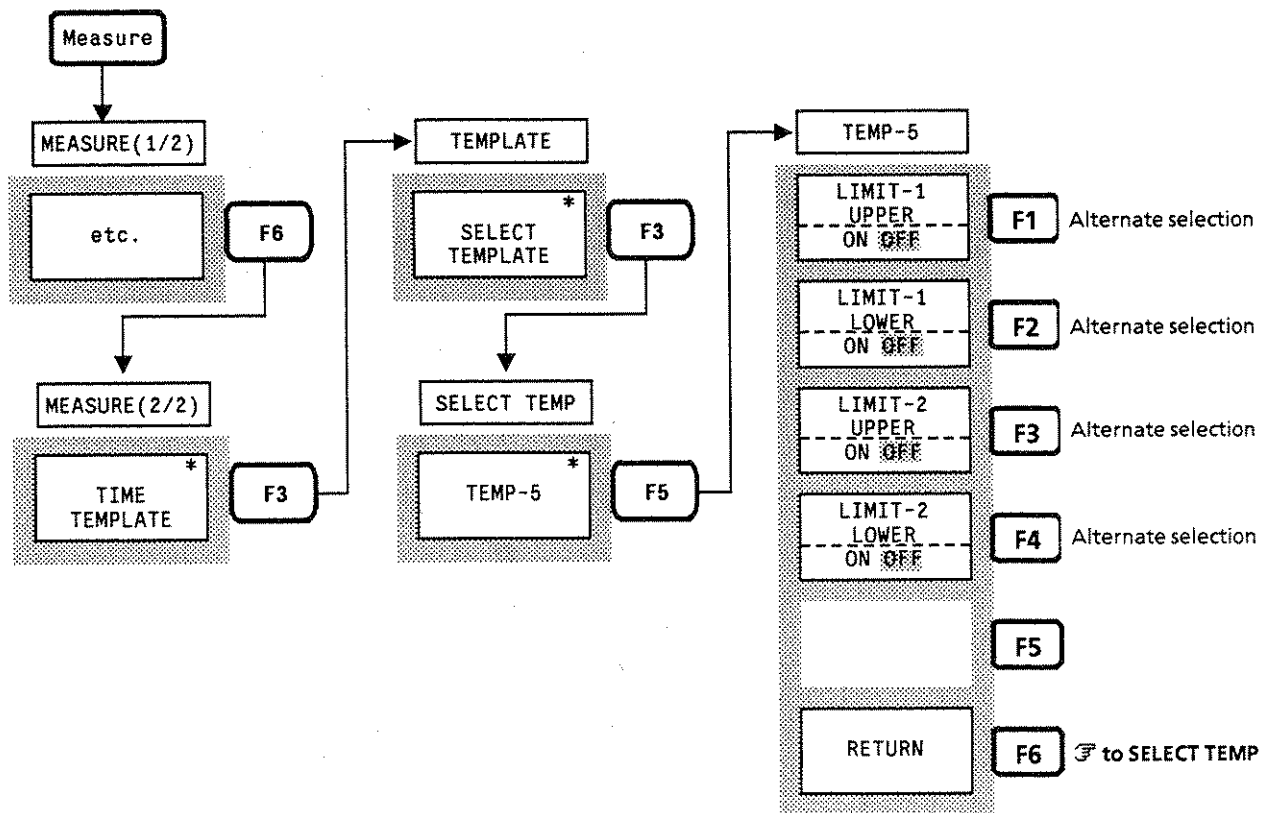 Measure
MEASURE(1/2)
etc.
F6
MEASURE(2/2)
*
TIME
TEMPLATE
F3
TEMPLATE
*
SELECT
TEMPLATE
F3
SELECT TEMP
*
TEMP-5
F5
TEMP-5
LIMIT-1
UPPER
ON OFF
F1 Alternate selection
LIMIT-1
LOWER
ON OFF
F2 Alternate selection
LIMIT-2
UPPER
ON OFF
F3 Alternate selection
LIMIT-2
LOWER
ON OFF
F4 Alternate selection
F5
RETURN
F6 ☞ to SELECT TEMP